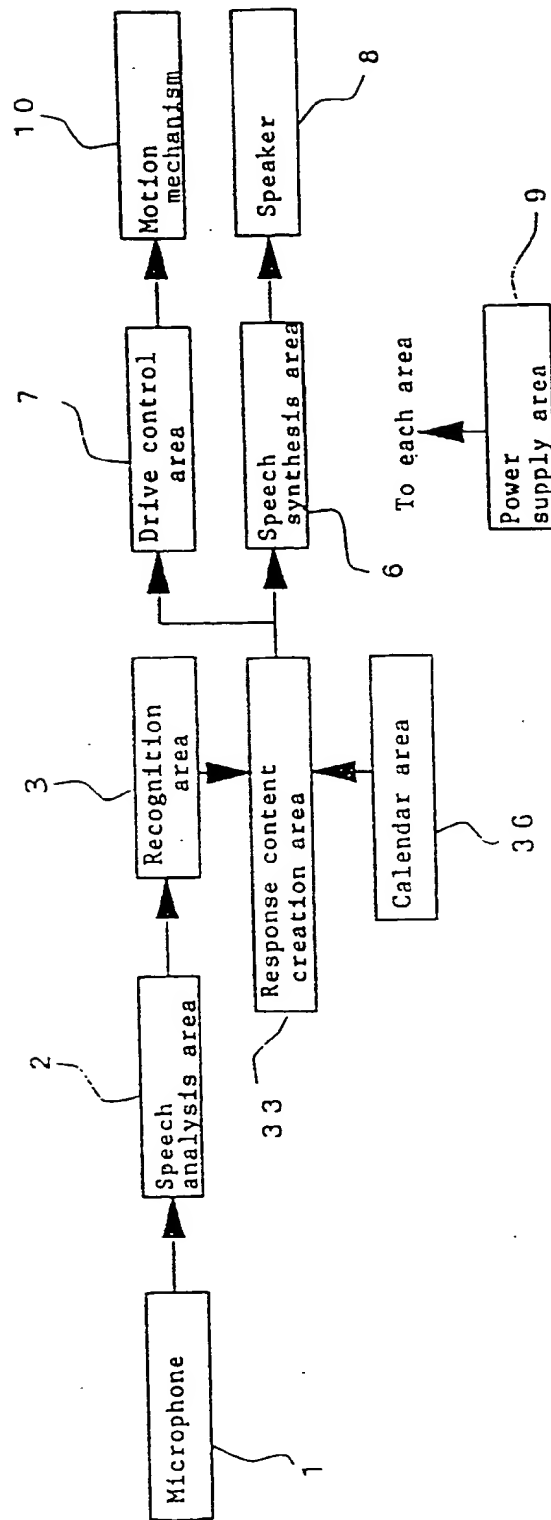 Microphone
1
Speech
analysis area
2
Recognition
area
3
Response content
creation area
33
Calendar area
36
Drive control
area
7
Motion
mechanism
10
Speech
synthesis area
6
Speaker
8
To each area
Power
supply area
9